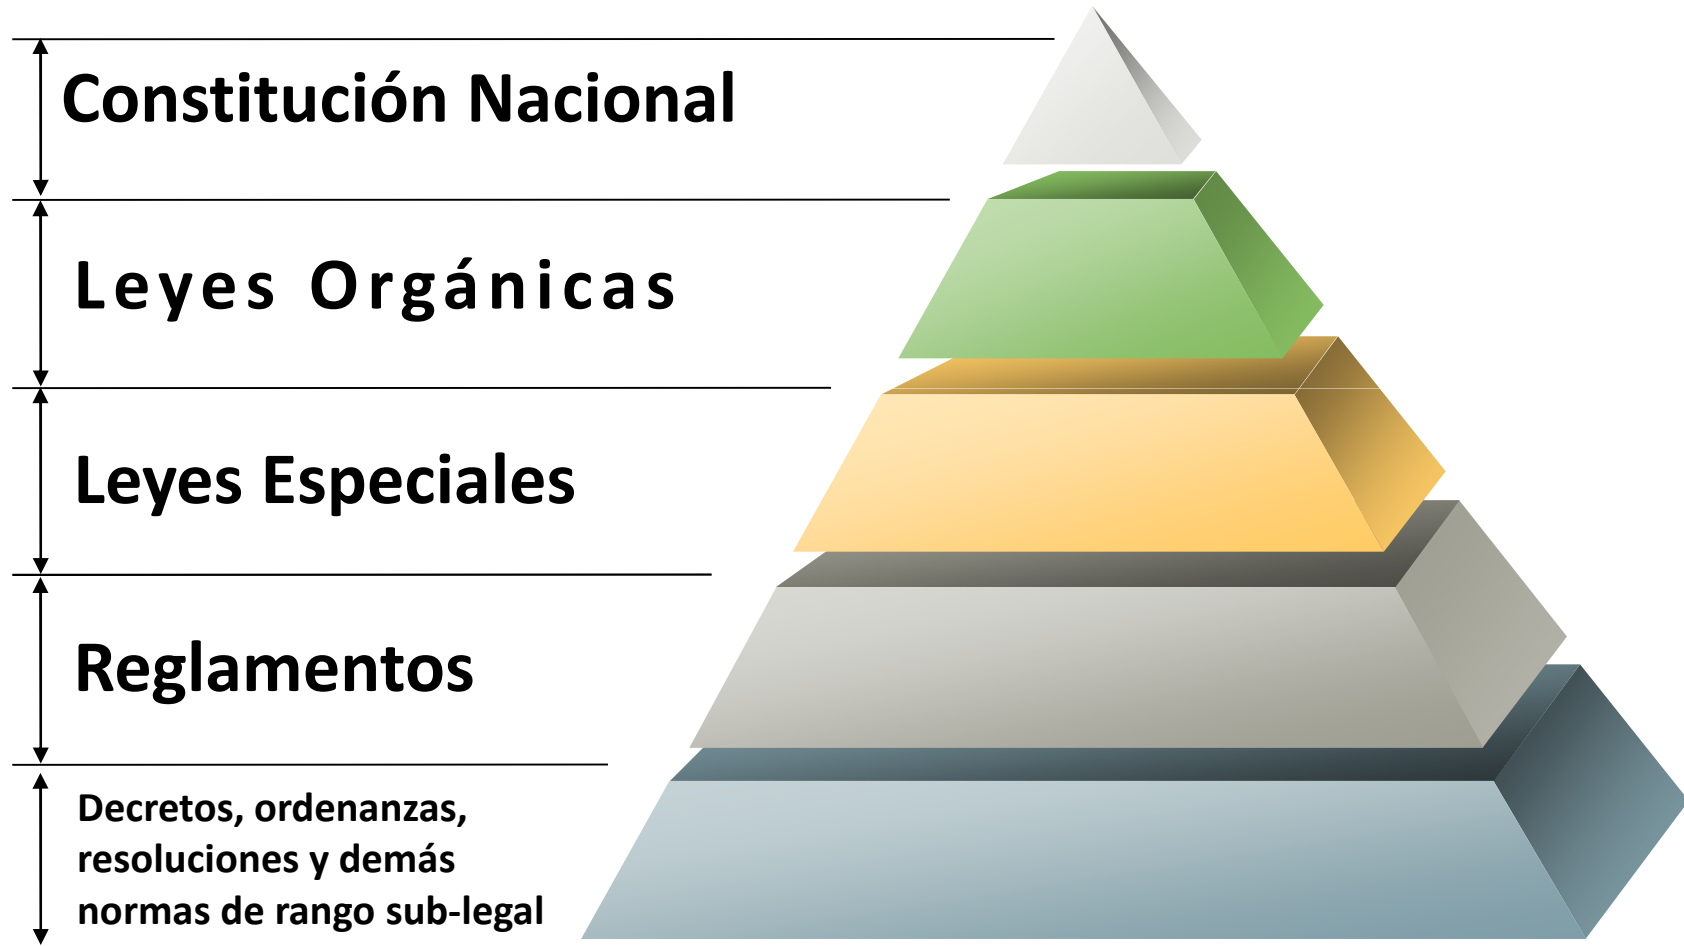 Constitución Nacional
Leyes Orgánicas
Leyes Especiales
Reglamentos
Decretos, ordenanzas,
resoluciones y demás
normas de rango sub-legal